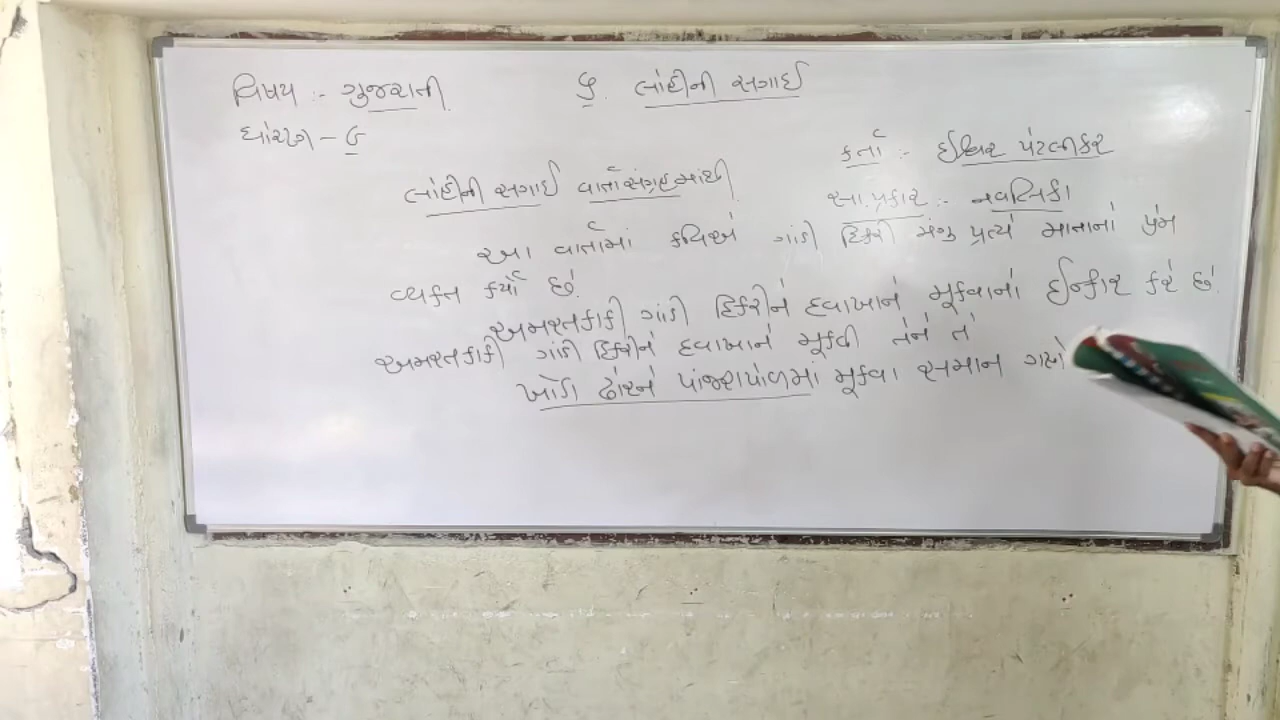 વિષય :- ગુજરાતી.
૬. લોહીની સગાઈ
ધોરણ - ૯
કર્તા :- ઈશ્વર પેટલીકર
લોહીની સગાઈ વાર્તાસંગ્રહમાંથી
સા.પ્રકાર :- નવલિકા
આ વાર્તામાં કવિએ ગાંડી દિકરી મંગુ પ્રત્યે માતાનો પ્રેમ
વ્યક્ત કર્યો છે.
અમરતકાકી ગાંડી દિકરીને દવાખાને મૂકવાનો ઈન્કાર કરે છે.
અમરતકાકી ગાંડી દિકરીને દવાખાને મૂકવી તેને તે
ખોડા ઢોરને પાંજરાપોળમા મૂકવા સમાન ગણે